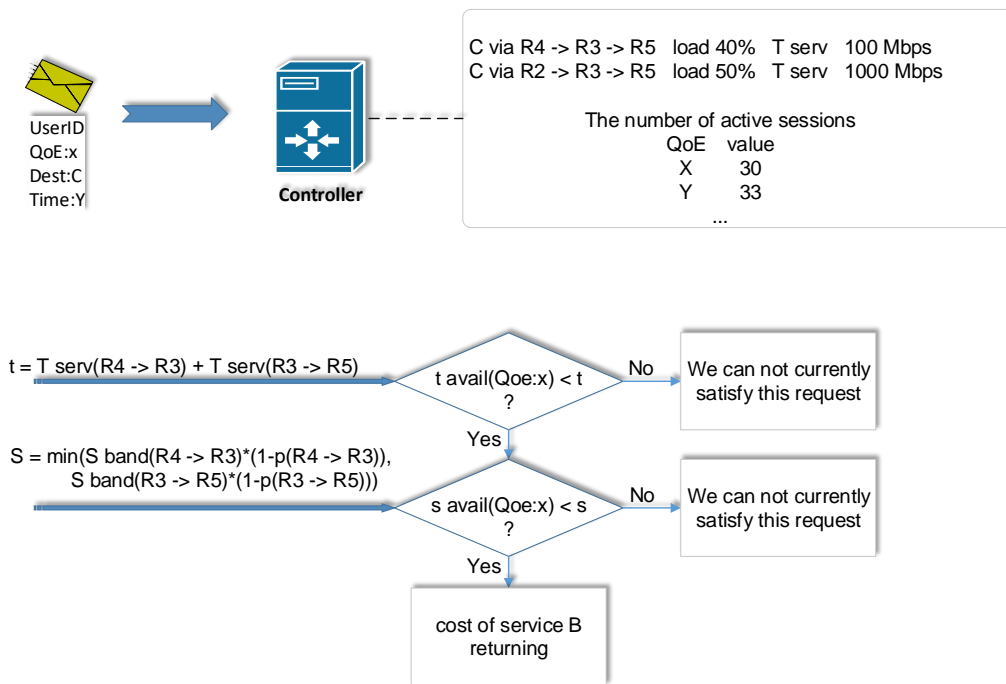 C via R4 -> R3 -> R5 load 40% T serv 100 Mbps
C via R2 -> R3 -> R5 load 50% T serv 1000 Mbps
The number of active sessions
QoE value
X 30
Y 33
...
UserID
QoE:x
Dest:C
Time:Y
Controller
t = T serv(R4 -> R3) + T serv(R3 -> R5)
t avail(Qoe:x) < t
?
No
We can not currently
satisfy this request
Yes
S = min(S band(R4 -> R3)*(1-p(R4 -> R3)),
S band(R3 -> R5)*(1-p(R3 -> R5)))
s avail(Qoe:x) < s
?
No
We can not currently
satisfy this request
Yes
cost of service B
returning